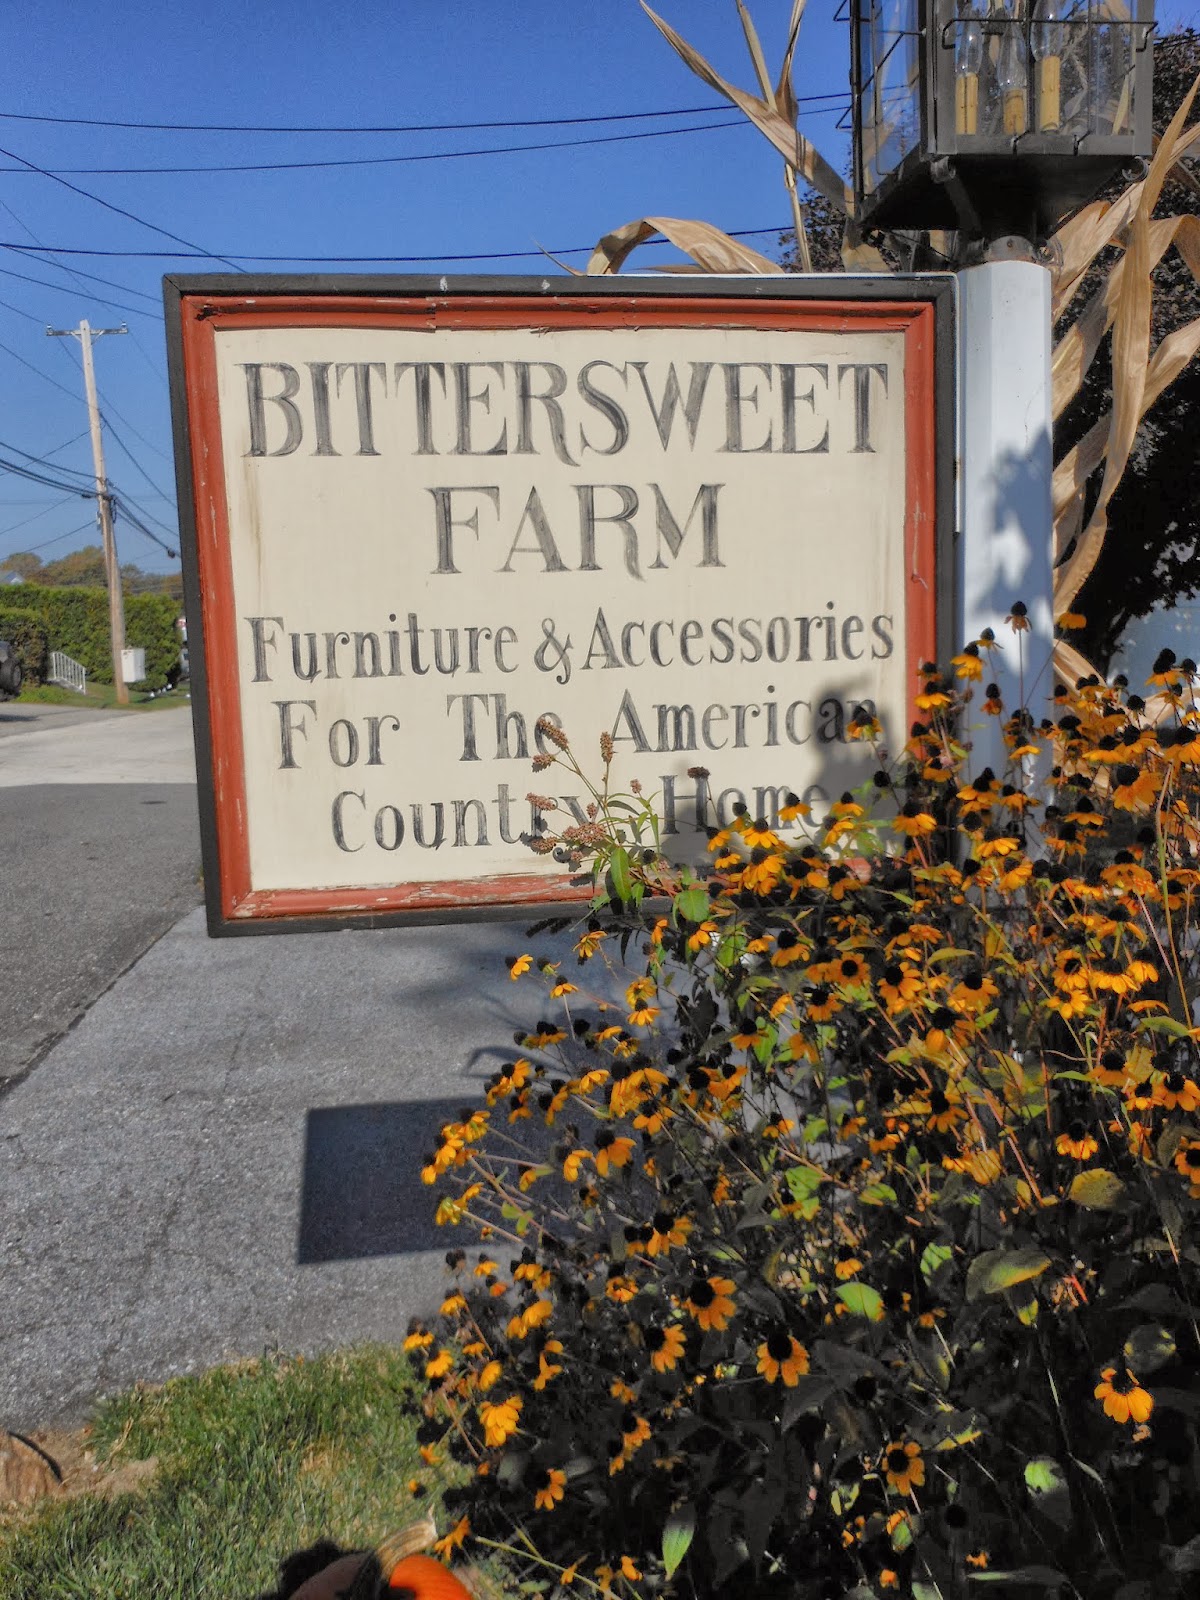 BITTERSWEET
FARM
Furniture & Accessories
For The American
Country Home